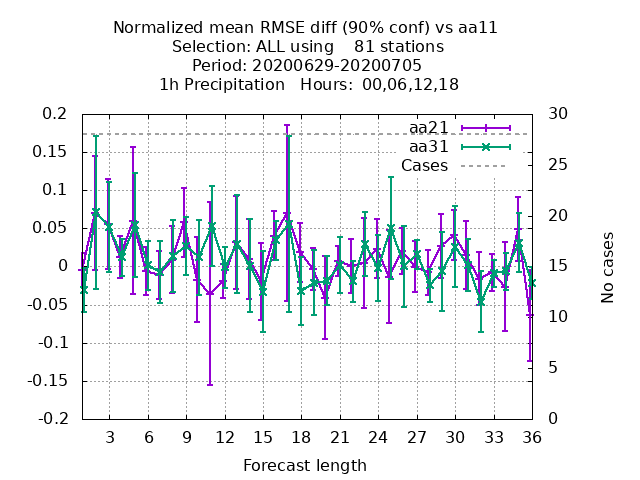 Normalized mean RMSE diff (90% conf) vs aa11
Selection: ALL using    81 stations
Period: 20200629-20200705
1h Precipitation   Hours:  00,06,12,18
0.2
0.15
0.1
0.05
0
-0.05
-0.1
-0.15
-0.2
30
25
20
15
10
5
0
aa21
aa31
Cases
No cases
3 6 9 12 15 18 21 24 27 30 33 36
Forecast length